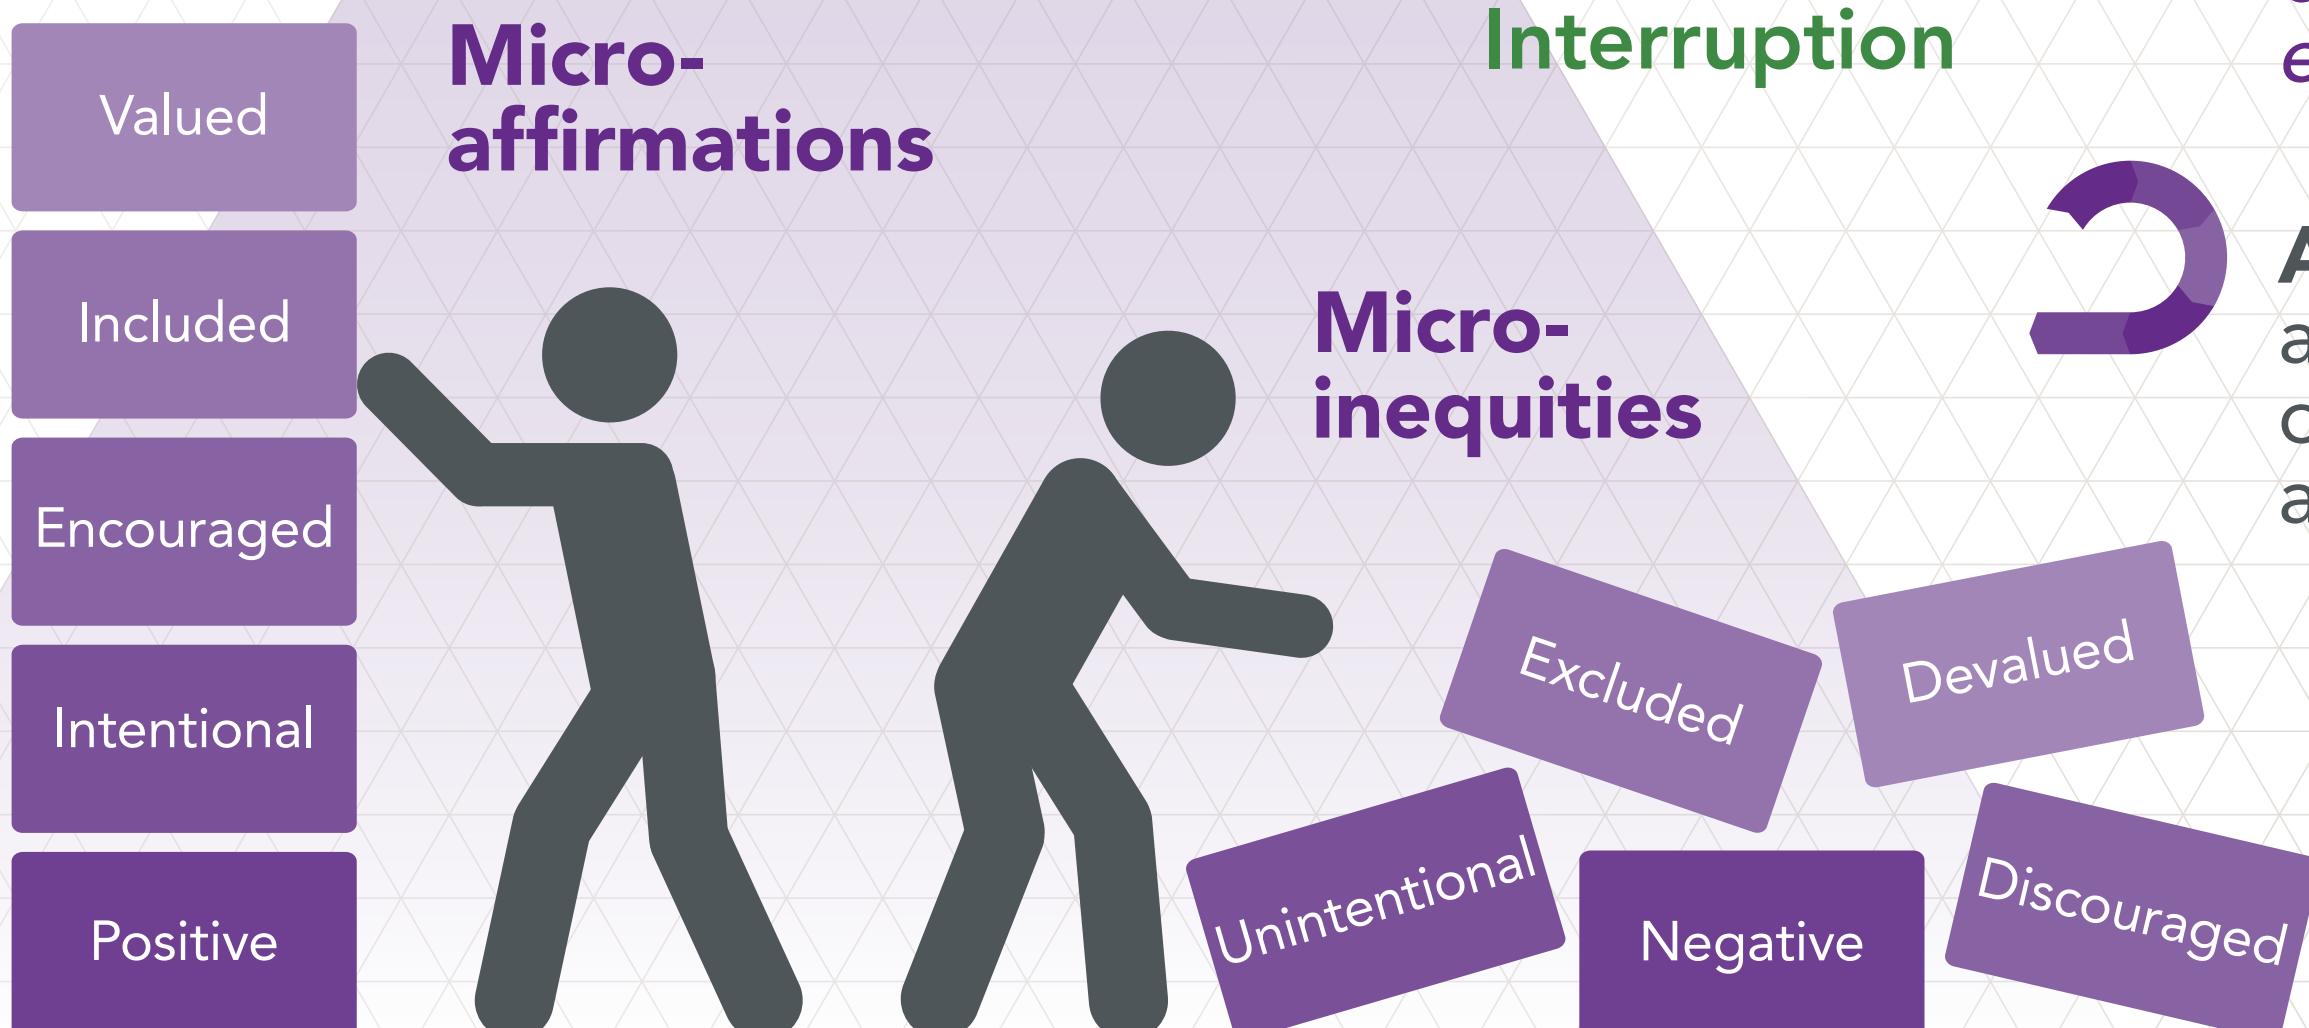 Micro-
affirmations
Valued
Included
Encouraged
Intentional
Positive
Interruption
Micro-
inequities
Excluded
Devalued
Unintentional
Negative
Discouraged